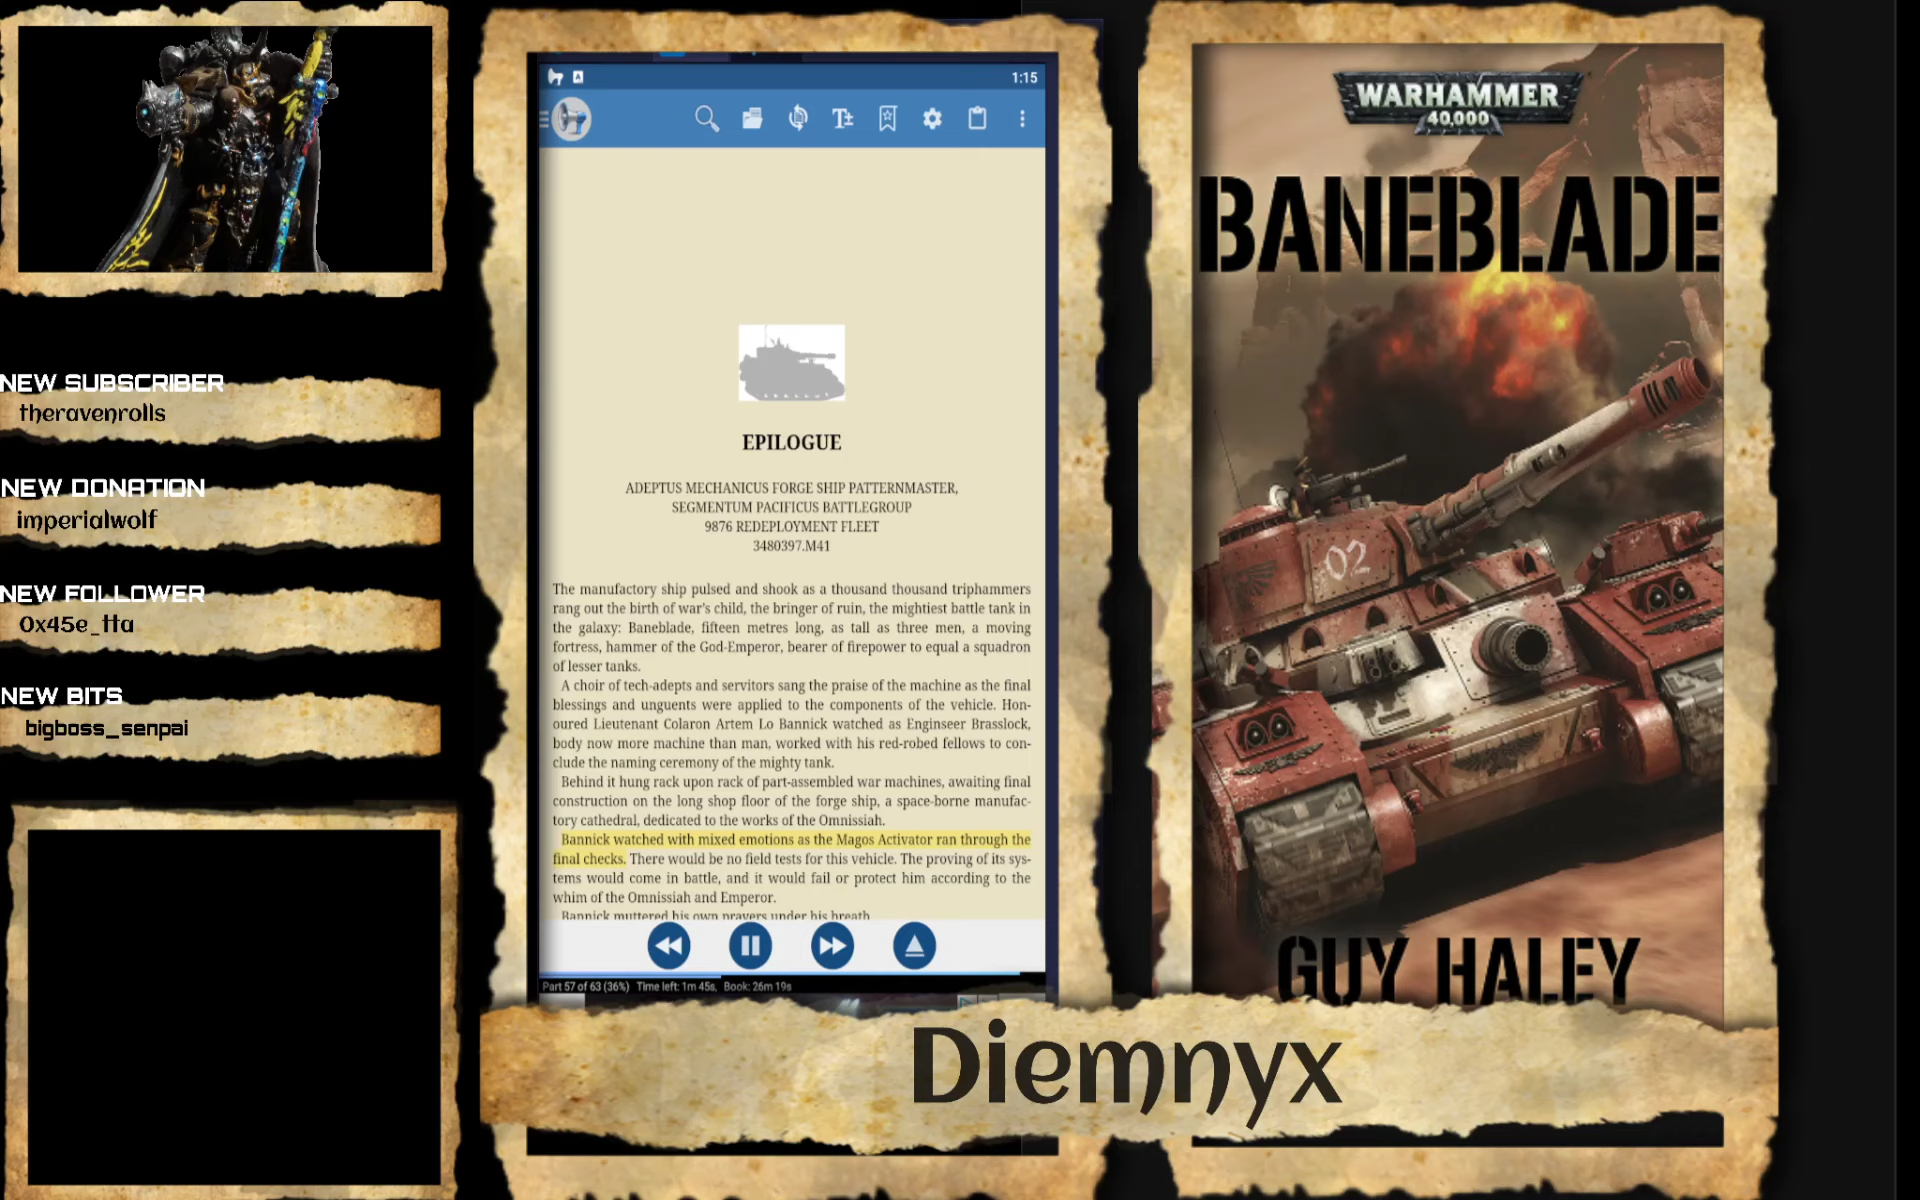 NEW SUBSCRIBER
theravenrolls
NEW DONATION
imperialwolf
NEW FOLLOWER
0x45e_tta
NEW BITS
bigboss_senpai
1:15
EPILOGUE
ADEPTUS MECHANICUS FORGE SHIP PATTERNMASTER,
SEGMENTUM PACIFICUS BATTLEGROUP
9876 REDEPLOYMENT FLEET
3480397.M41
The manufactory ship pulsed and shook as a thousand thousand triphammers
rang out the birth of war's child, the bringer of ruin, the mightiest battle tank in
the galaxy: Baneblade, fifteen metres long, as tall as three men, a moving
fortress, hammer of the God-Emperor, bearer of firepower to equal a squadron
of lesser tanks.
A choir of tech-adepts and servitors sang the praise of the machine as the final
blessings and unguents were applied to the components of the vehicle. Hon-
oured Lieutenant Colaron Artem Lo Bannick watched as Enginseer Brasslock,
body now more machine than man, worked with his red-robed fellows to con-
clude the naming ceremony of the mighty tank.
Behind it hung rack upon rack of part-assembled war machines, awaiting final
construction on the long shop floor of the forge ship, a space-borne manufac-
tory cathedral, dedicated to the works of the Omnissiah.
Bannick watched with mixed emotions as the Magos Activator ran through the
final checks. There would be no field tests for this vehicle. The proving of its sys-
tems would come in battle, and it would fail or protect him according to the
whim of the Omnissiah and Emperor.
Bannick muttered his own prayers under his breath
Part 57 of 63 (36%) Time left: 1m 45s, Book: 26m 19s
WARHAMMER
40,000
BANEBLADE
02
GUY HALEY
Diemnyx